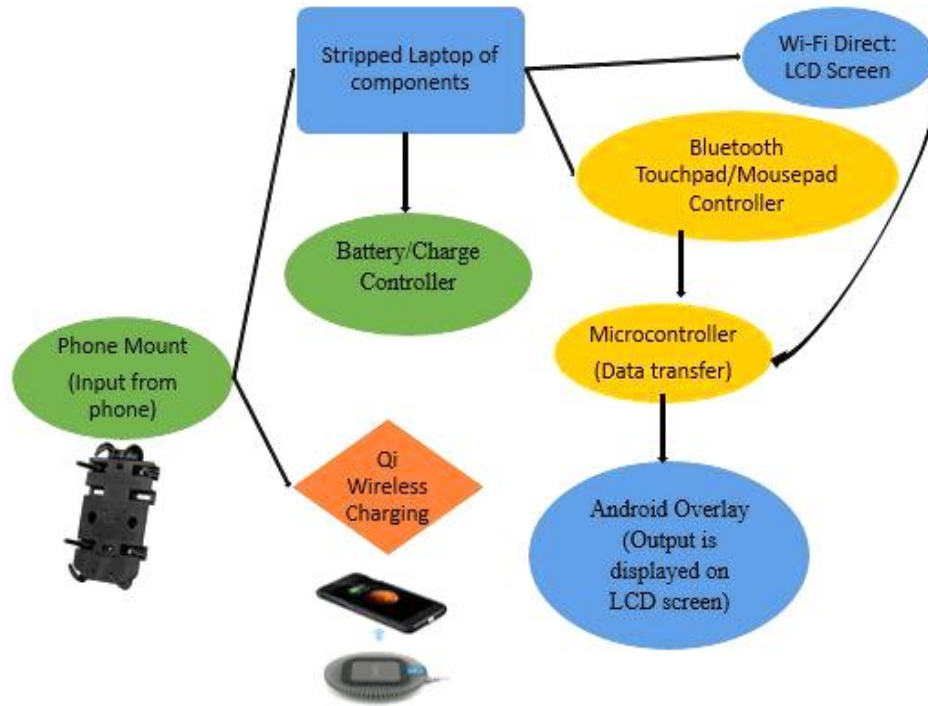 Stripped Laptop of
components
Wi-Fi Direct:
LCD Screen
Bluetooth
Touchpad/Mousepad
Controller
Battery/Charge
Controller
Phone Mount
(Input from
phone)
Microcontroller
(Data transfer)
Qi
Wireless
Charging
Android Overlay
(Output is
displayed on
LCD screen)